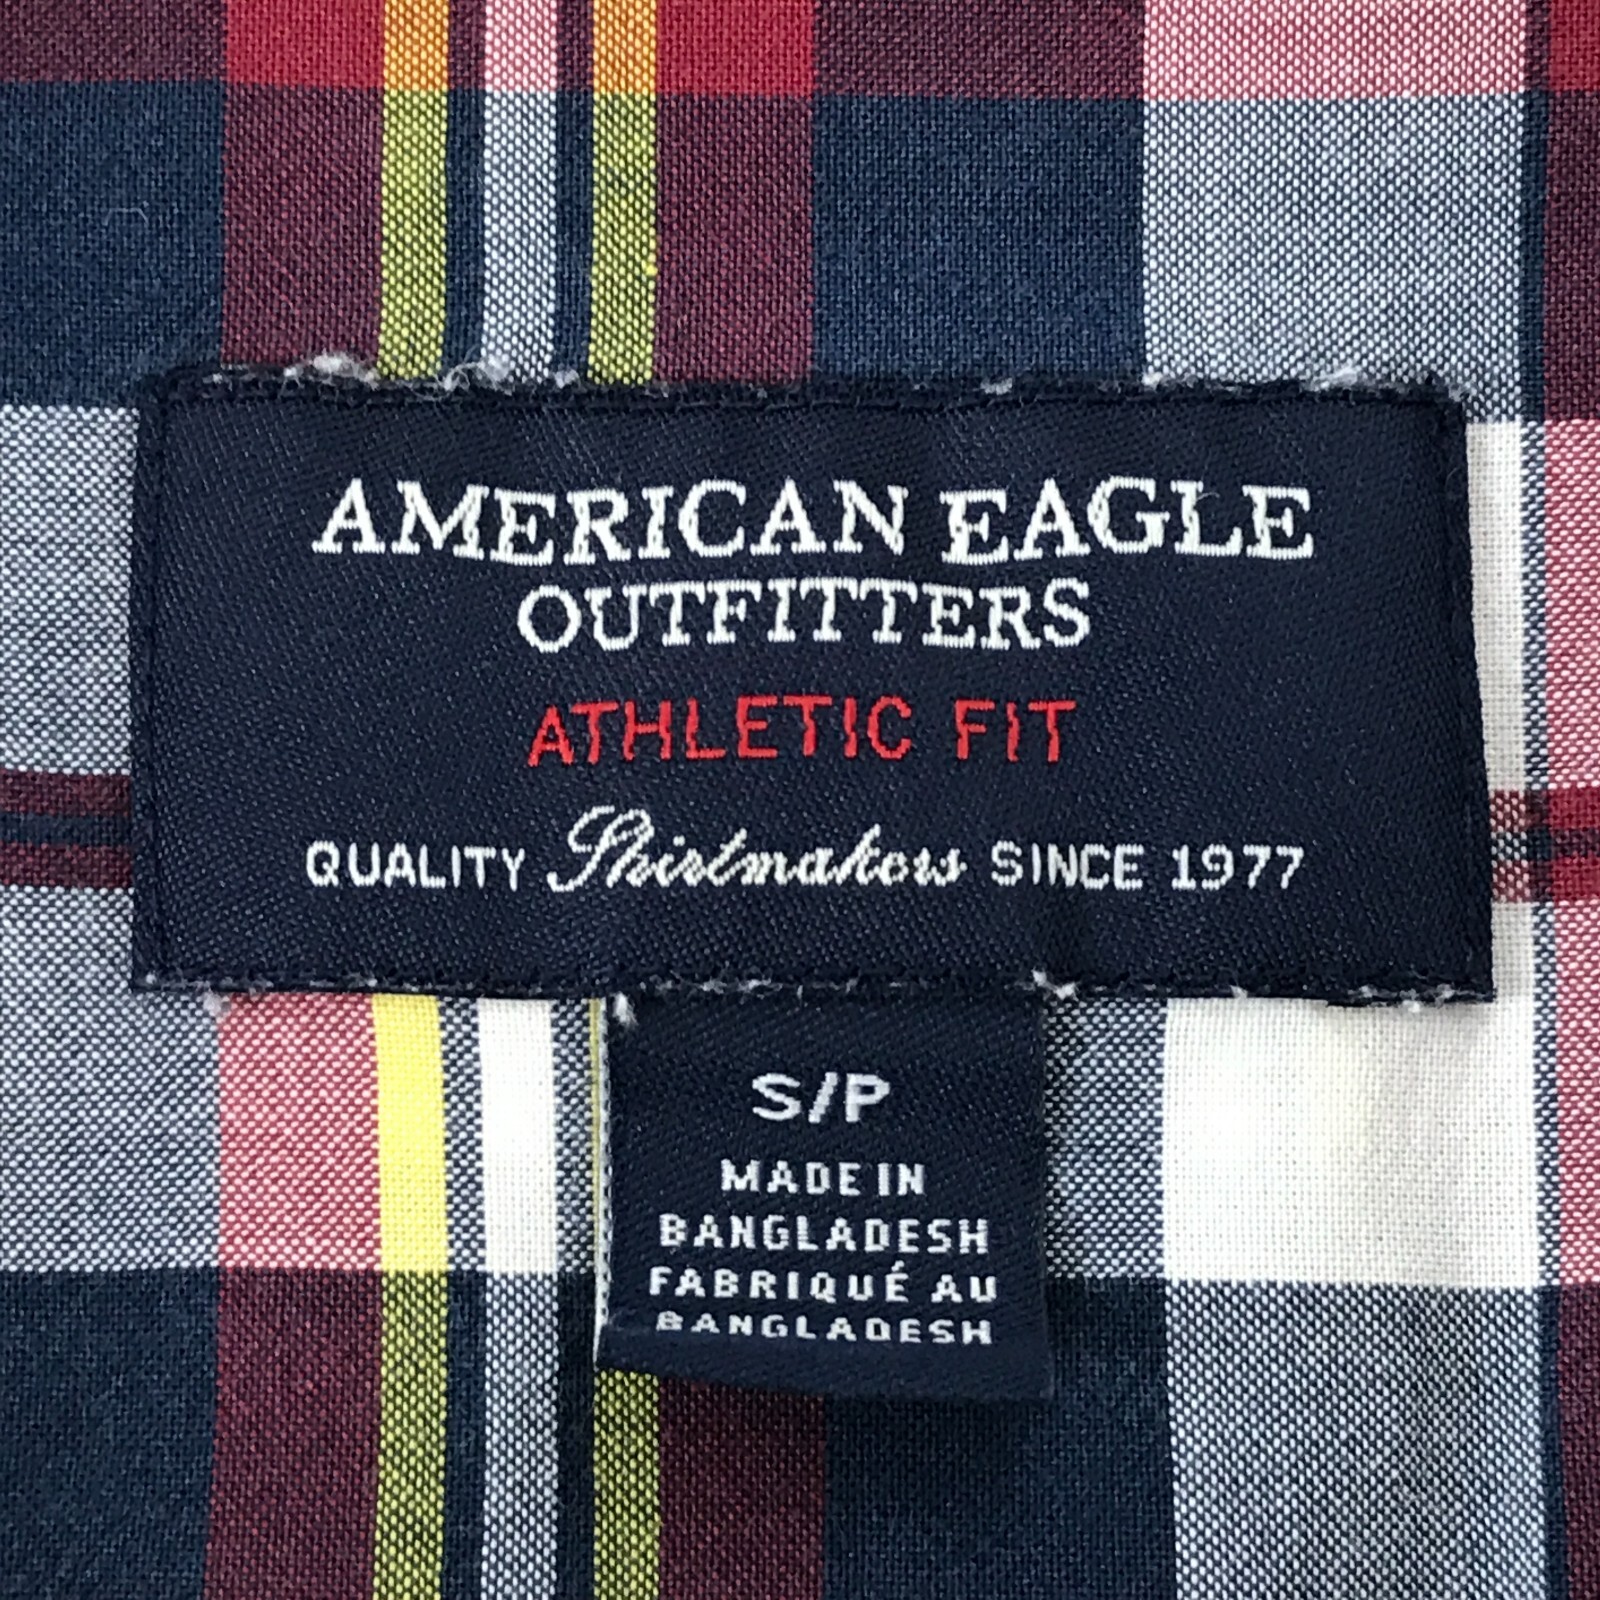 AMERICAN EAGLE
OUTFITTERS
ATHLETIC FIT
QUALITY Shirtmakers SINCE 1977
S/P
MADE IN
BANGLADESH
FABRIQUÉ AU
BANGLADESH